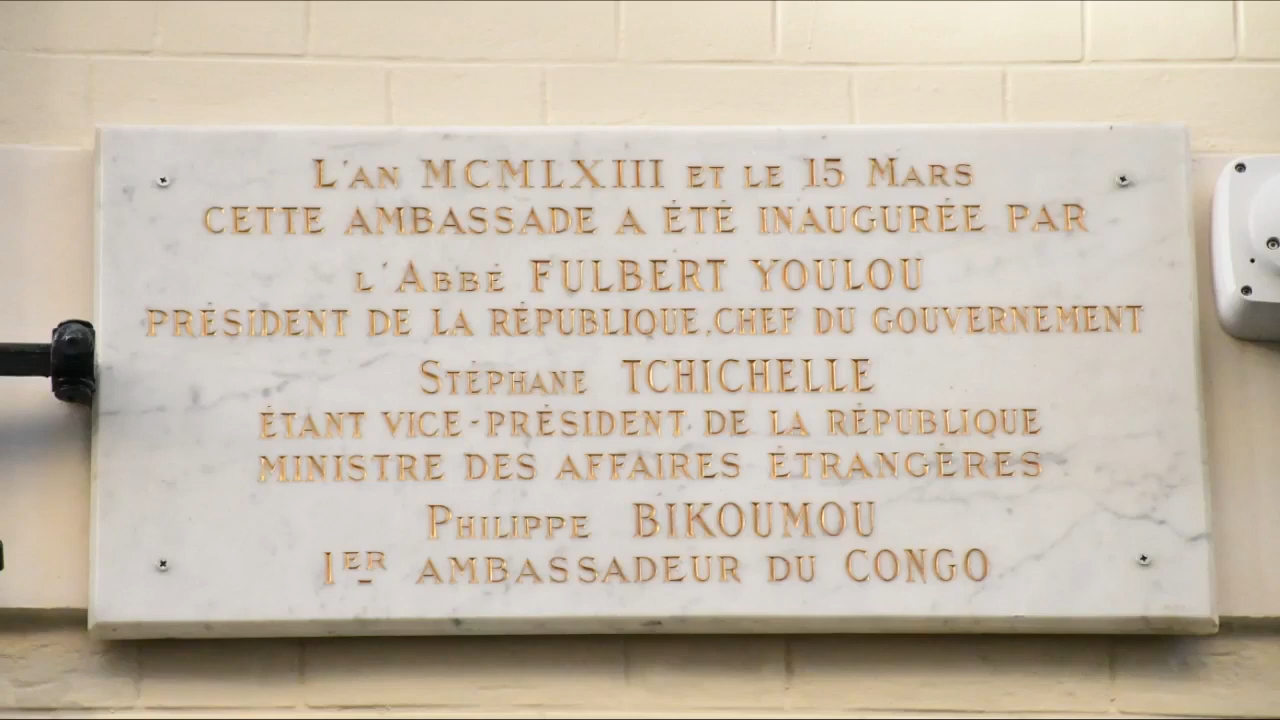 L'AN MCMLXIII ET LE 15 MARS
CETTE AMBASSADE A ÉTÉ INAUGURÉE PAR
L'ABBÉ FULBERT YOULOU
PRÉSIDENT DE LA RÉPUBLIQUE, CHEF DU GOUVERNEMENT
STÉPHANE TCHICHELLE
ÉTANT VICE-PRÉSIDENT DE LA RÉPUBLIQUE
MINISTRE DES AFFAIRES ÉTRANGÈRES
PHILIPPE BIKOUMOU
1ER AMBASSADEUR DU CONGO